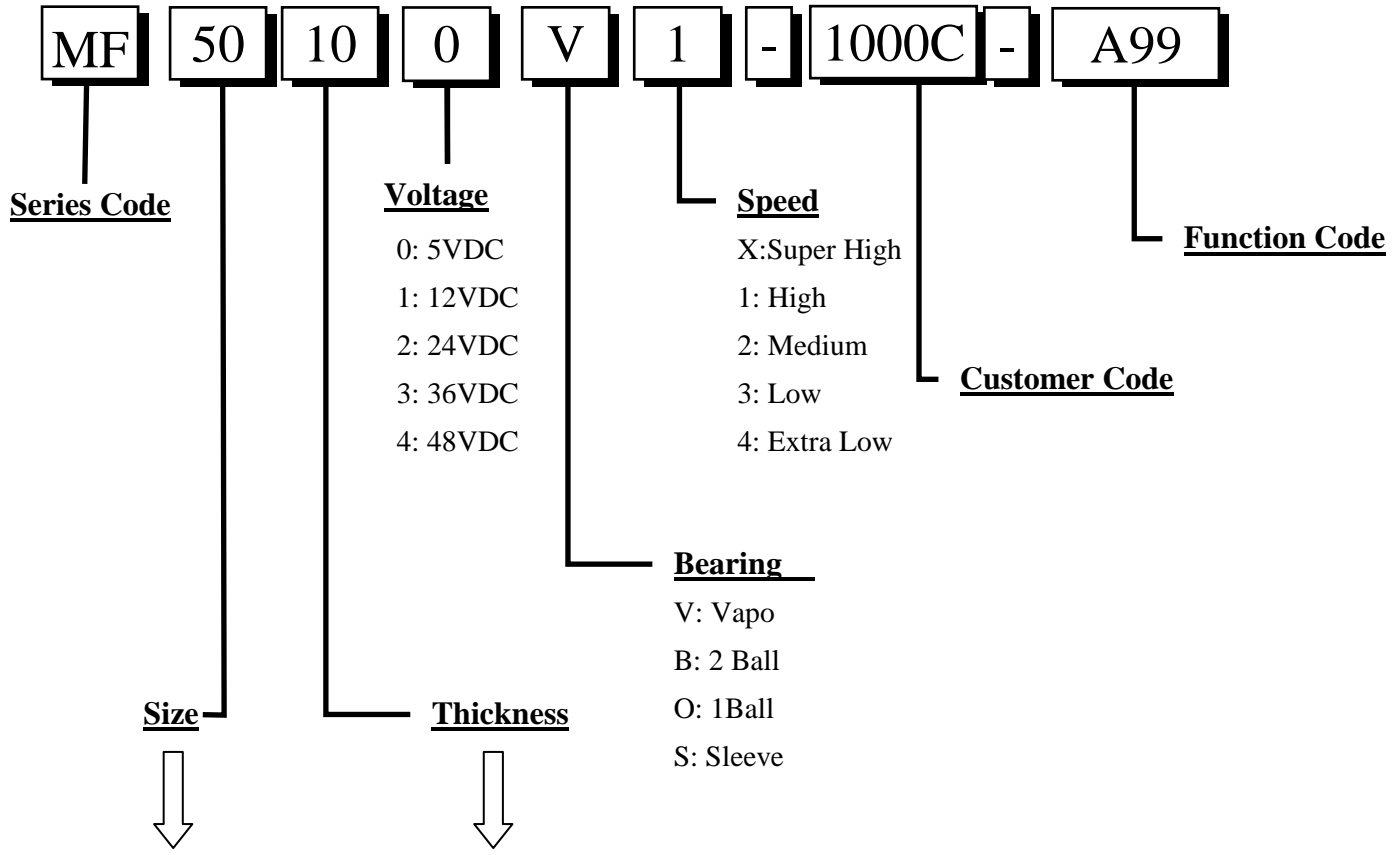 MF 50 10 0 V 1 - 1000C - A99
Series Code
Voltage
0: 5VDC
1: 12VDC
2: 24VDC
3: 36VDC
4: 48VDC
Speed
X:Super High
1: High
2: Medium
3: Low
4: Extra Low
Function Code
Customer Code
Bearing
V: Vapo
B: 2 Ball
O: 1Ball
S: Sleeve
Size
Thickness